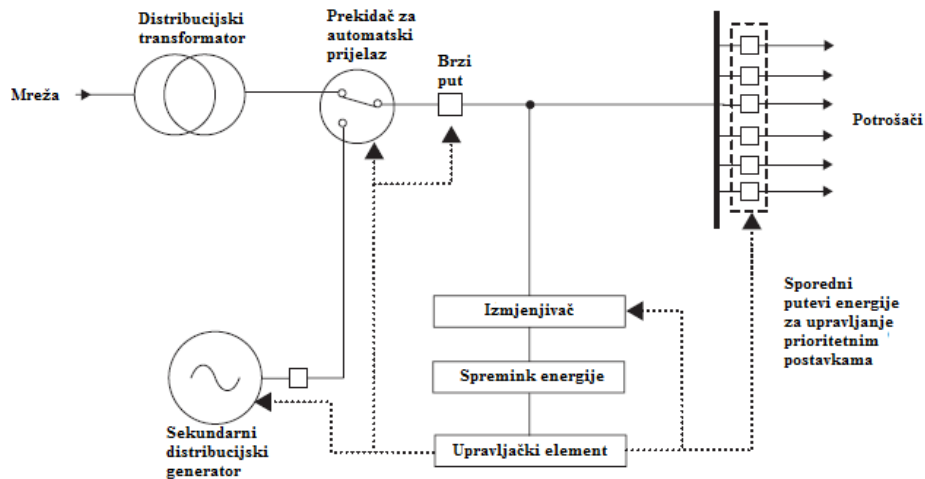 Distribucijski
transformator
Prekidač za
automatski
prijelaz
Brzi
put
Mreža
Potrošači
Sporedni
putevi energije
za upravljanje
prioritetnim
postavkama
Izmjenjivač
Spremink energije
Upravljački element
Sekundarni
distribucijski
generator